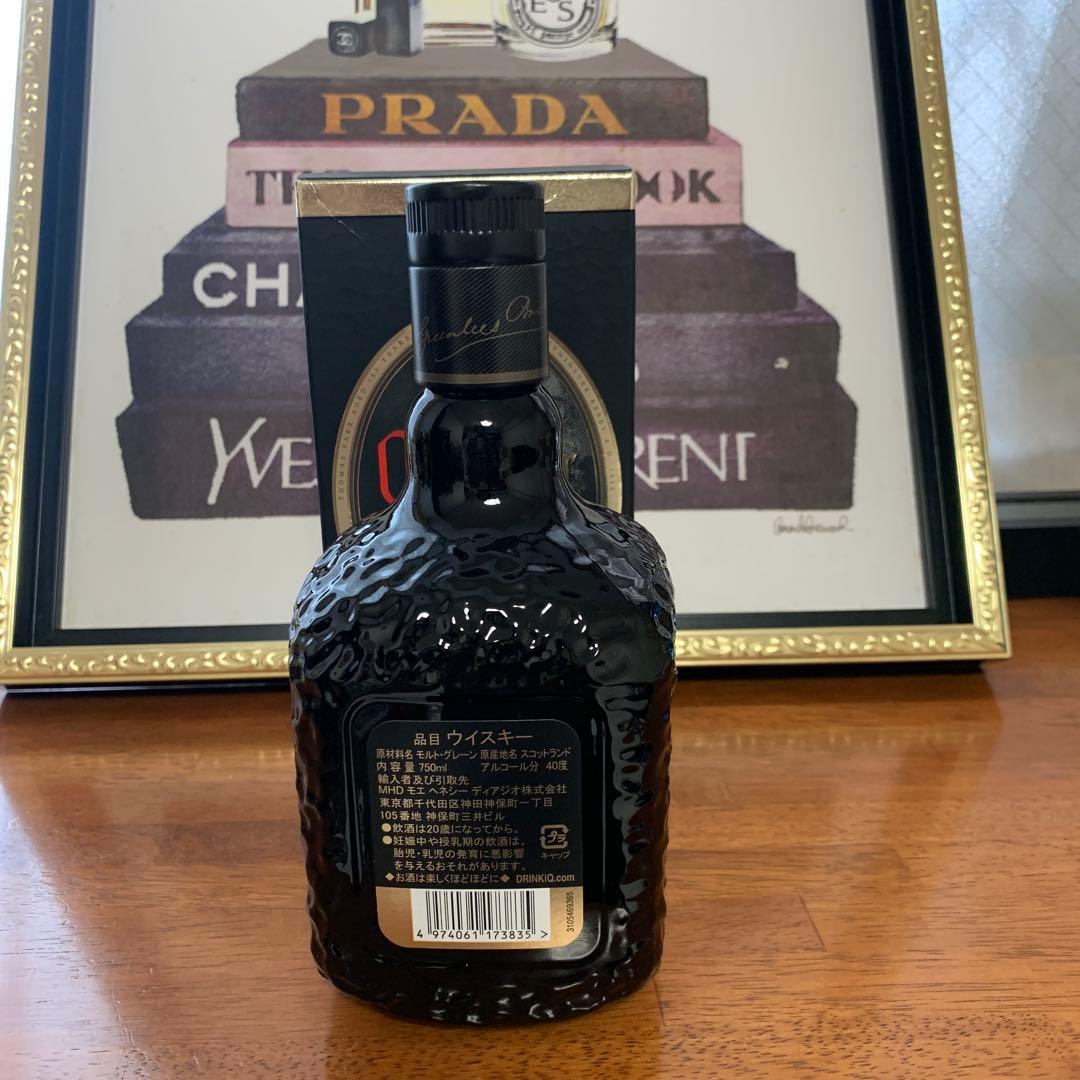 E S
PRADA
OOK
CHA
YVES
RENT
品目 ウイスキー
原材料名 モルト・グレーン 原産地名 スコットランド
内容量 750ml アルコール分 40度
輸入者及び引取先
MHD モエ ヘネシー ディアジオ株式会社
東京都千代田区神田神保町一丁目
105番地 神保町三井ビル
●飲酒は20歳になってから。
●妊娠中や授乳期の飲酒は、
胎児・乳児の発育に悪影響
を与えるおそれがあります。
キャップ
◆お酒は楽しくほどほどに◆ DRINKiQ.com
3105469365
4 974061 173835 >